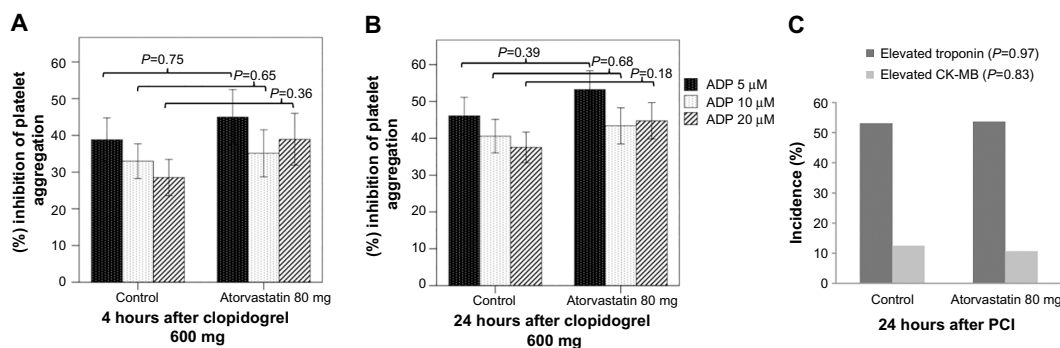 A
(%) inhibition of platelet
aggregation
60
50
40
30
20
10
0
P=0.75
P=0.65
P=0.36
Control
Atorvastatin 80 mg
4 hours after clopidogrel
600 mg
B
(%) inhibition of platelet
aggregation
60
50
40
30
20
10
0
P=0.39
P=0.68
P=0.18
Control
Atorvastatin 80 mg
24 hours after clopidogrel
600 mg
ADP 5 μM
ADP 10 μM
ADP 20 μM
C
Elevated troponin (P=0.97)
Elevated CK-MB (P=0.83)
Incidence (%)
60
50
40
30
20
10
0
Control
Atorvastatin 80 mg
24 hours after PCI